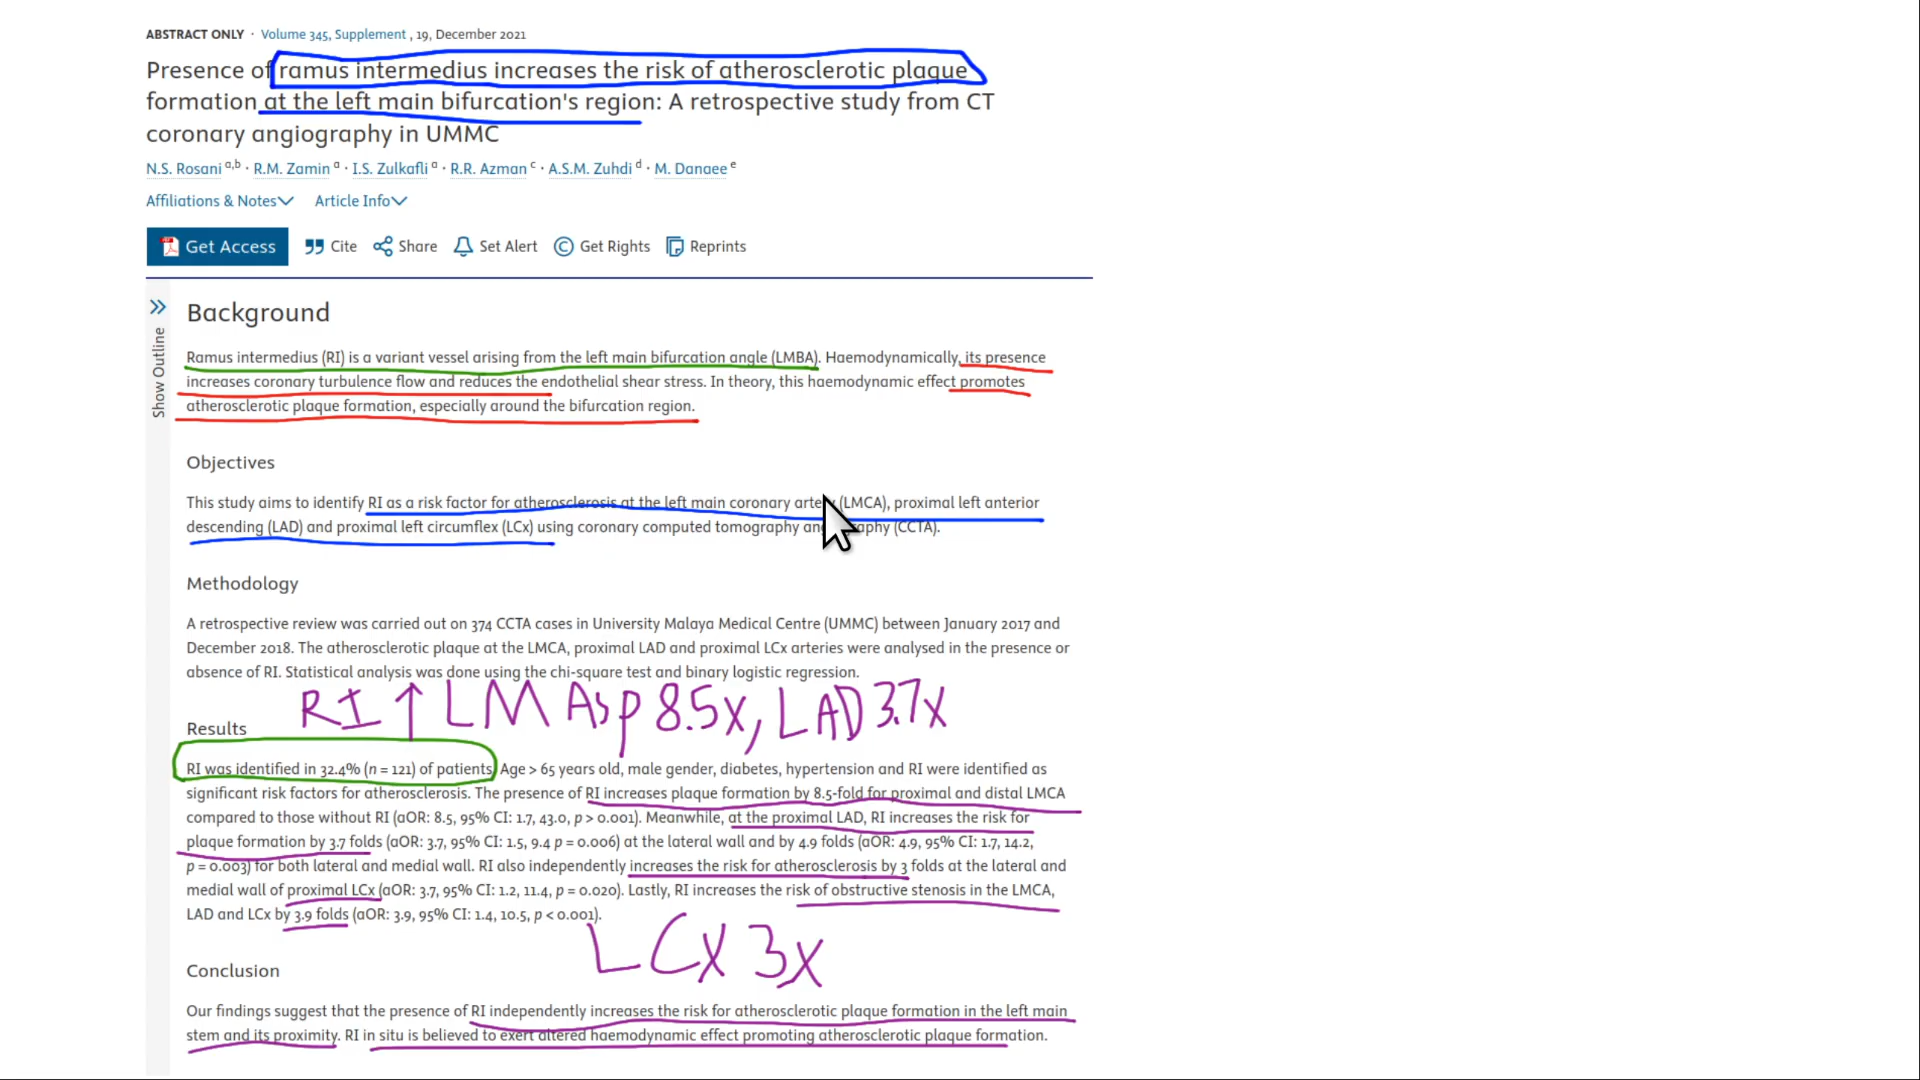 ABSTRACT ONLY · Volume 345, Supplement , 19, December 2021
Presence of ramus intermedius increases the risk of atherosclerotic plaque
formation at the left main bifurcation's region: A retrospective study from CT
coronary angiography in UMMC
N.S. Rosani a,b · R.M. Zamin a · I.S. Zulkafli a · R.R. Azman c · A.S.M. Zuhdi d · M. Danaee e
Affiliations & Notes Article Info
Get Access Cite Share Set Alert Get Rights Reprints
Show Outline
Background
Ramus intermedius (RI) is a variant vessel arising from the left main bifurcation angle (LMBA). Haemodynamically, its presence
increases coronary turbulence flow and reduces the endothelial shear stress. In theory, this haemodynamic effect promotes
atherosclerotic plaque formation, especially around the bifurcation region.
Objectives
This study aims to identify RI as a risk factor for atherosclerosis at the left main coronary artery (LMCA), proximal left anterior
descending (LAD) and proximal left circumflex (LCx) using coronary computed tomography angiography (CCTA).
Methodology
A retrospective review was carried out on 374 CCTA cases in University Malaya Medical Centre (UMMC) between January 2017 and
December 2018. The atherosclerotic plaque at the LMCA, proximal LAD and proximal LCx arteries were analysed in the presence or
absence of RI. Statistical analysis was done using the chi-square test and binary logistic regression.
RI ↑ LM Asp 8.5x, LAD 3.7x
Results
RI was identified in 32.4% (n = 121) of patients. Age > 65 years old, male gender, diabetes, hypertension and RI were identified as
significant risk factors for atherosclerosis. The presence of RI increases plaque formation by 8.5-fold for proximal and distal LMCA
compared to those without RI (aOR: 8.5, 95% CI: 1.7, 43.0, p > 0.001). Meanwhile, at the proximal LAD, RI increases the risk for
plaque formation by 3.7 folds (aOR: 3.7, 95% CI: 1.5, 9.4 p = 0.006) at the lateral wall and by 4.9 folds (aOR: 4.9, 95% CI: 1.7, 14.2,
p = 0.003) for both lateral and medial wall. RI also independently increases the risk for atherosclerosis by 3 folds at the lateral and
medial wall of proximal LCx (aOR: 3.7, 95% CI: 1.2, 11.4, p = 0.020). Lastly, RI increases the risk of obstructive stenosis in the LMCA,
LAD and LCx by 3.9 folds (aOR: 3.9, 95% CI: 1.4, 10.5, p < 0.001).
LCX 3x
Conclusion
Our findings suggest that the presence of RI independently increases the risk for atherosclerotic plaque formation in the left main
stem and its proximity. RI in situ is believed to exert altered haemodynamic effect promoting atherosclerotic plaque formation.